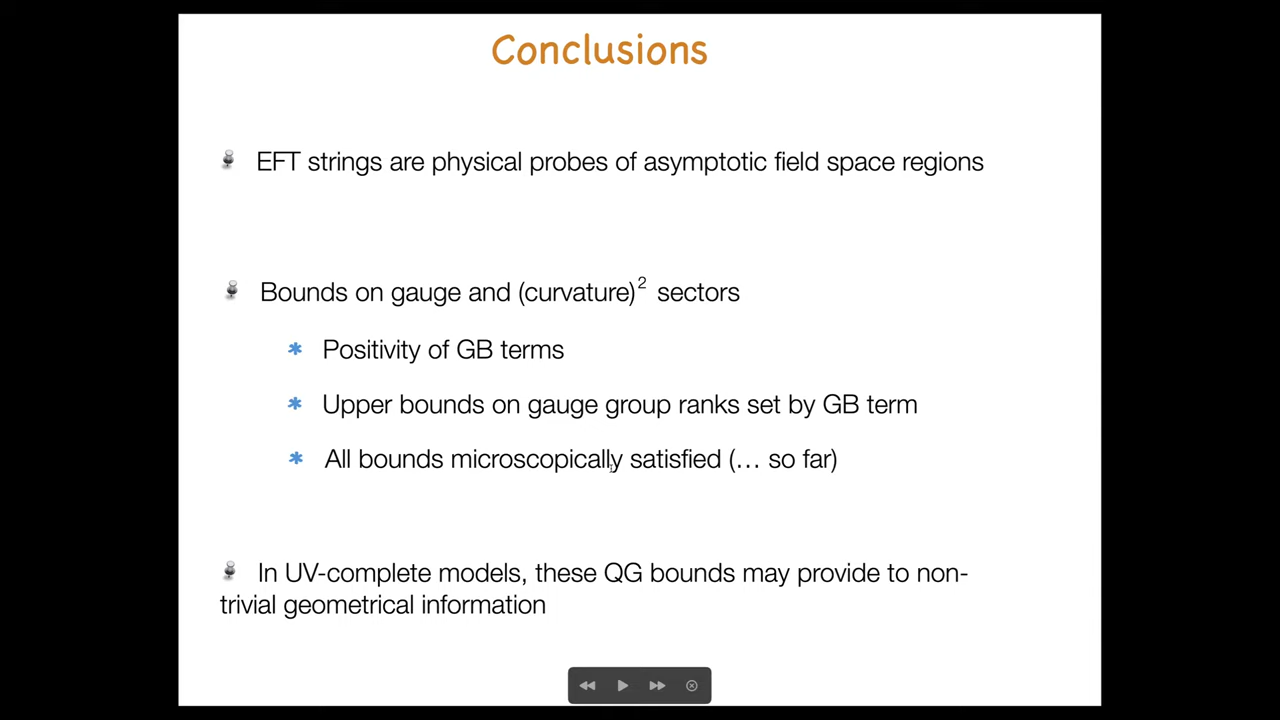 Conclusions
EFT strings are physical probes of asymptotic field space regions
Bounds on gauge and (curvature)² sectors
* Positivity of GB terms
* Upper bounds on gauge group ranks set by GB term
* All bounds microscopically satisfied (… so far)
In UV-complete models, these QG bounds may provide to non-
trivial geometrical information